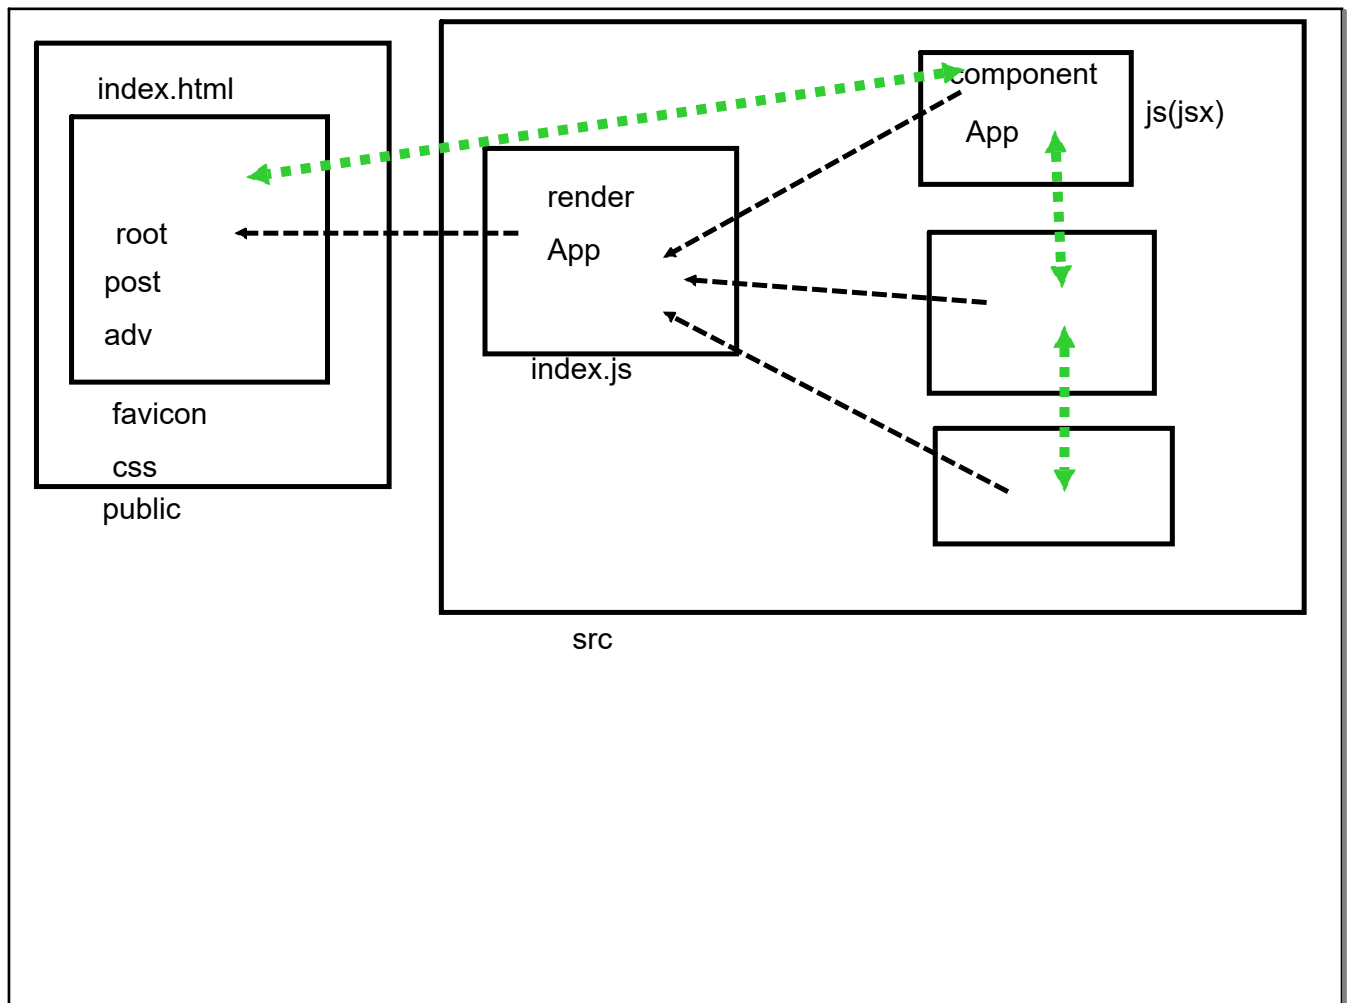 index.html
root
post
adv
favicon
css
public
render
App
index.js
component
App
js(jsx)
src